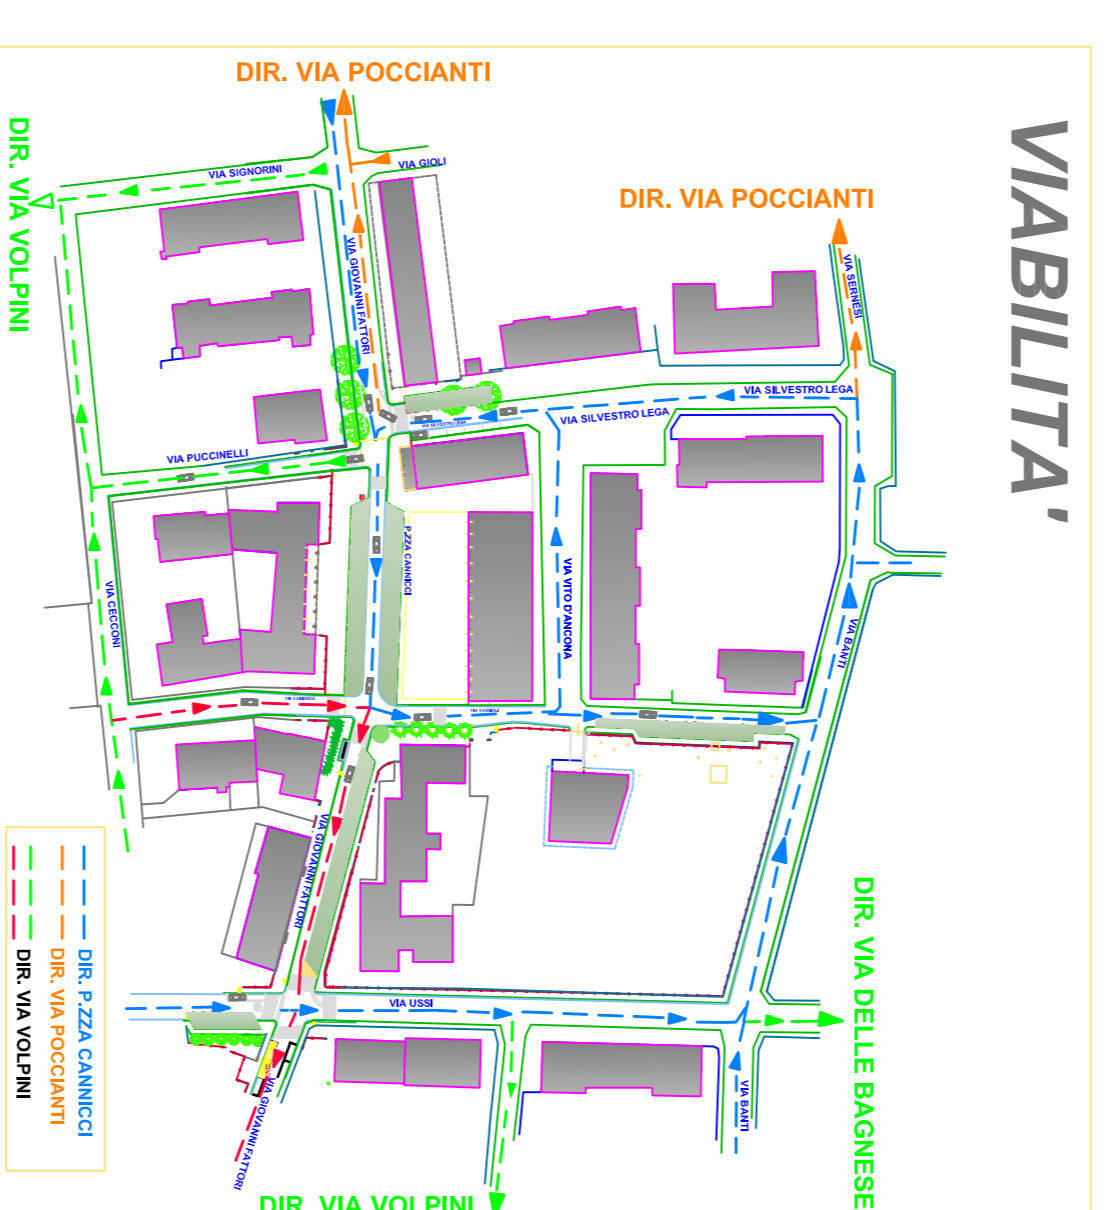 DIR. VIA POCCIANTI
VIABILITA'
DIR. VIA VOLPINI
VIA GIOLI
VIA SIGNORINI
DIR. VIA POCCIANTI
VIA GIOVANNI FATTORI
VIA SERNESI
VIA SILVESTRO LEGA
VIA SILVESTRO LEGA
VIA SILVESTRO LEGA
VIA PUCCINELLI
P.ZZA CANNICCI
VIA VITO D'ANCONA
VIA CECCONI
VIA BANTI
VIA GIOVANNI FATTORI
DIR. VIA DELLE BAGNESE
VIA USSI
VIA BANTI
VIA GIOVANNI FATTORI
DIR. P.ZZA CANNICCI
DIR. VIA POCCIANTI
DIR. VIA VOLPINI
DIR. VIA VOLPINI